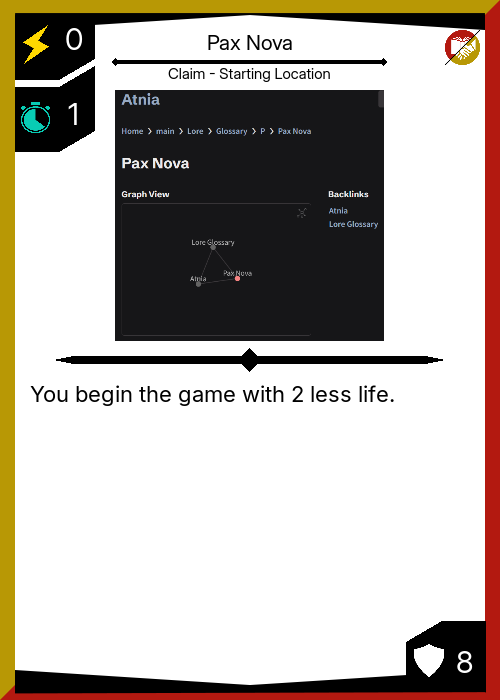 0
Pax Nova
Claim - Starting Location
1
Atnia
Home > main > Lore > Glossary > P > Pax Nova
Pax Nova
Graph View
Backlinks
Atnia
Lore Glossary
Lore Glossary
Pax Nova
Atnia
You begin the game with 2 less life.
8